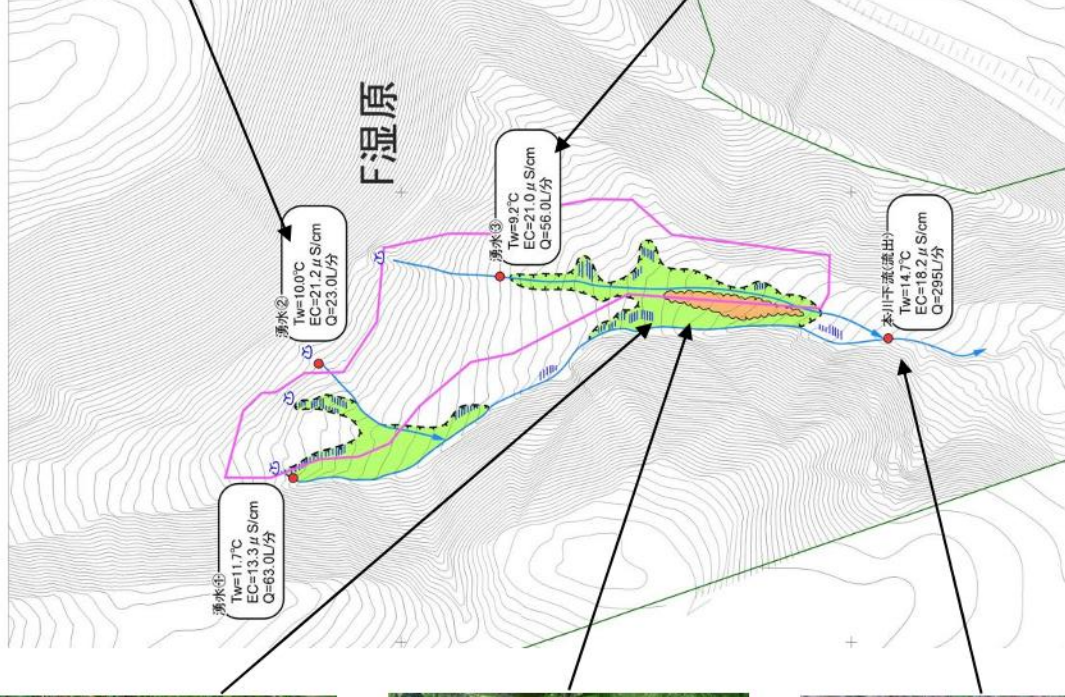 F湿原
湧水①
Tw=11.7℃
EC=13.3μS/cm
Q=63.0L/分
湧水②
Tw=10.0℃
EC=21.2μS/cm
Q=23.0L/分
湧水③
Tw=9.2℃
EC=21.0μS/cm
Q=56.0L/分
本川下流(流出)
Tw=14.7℃
EC=18.2μS/cm
Q=295L/分